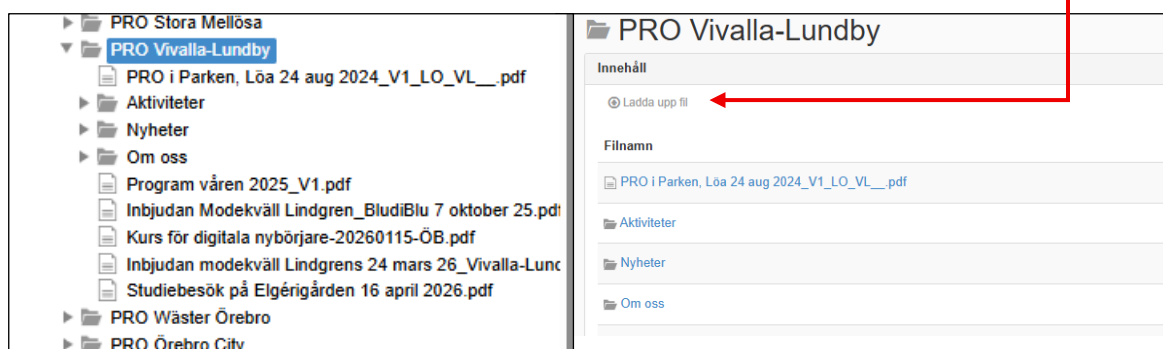 PRO Stora Mellösa
PRO Vivalla-Lundby
PRO i Parken, Löa 24 aug 2024_V1_LO_VL__.pdf
Aktiviteter
Nyheter
Om oss
Program våren 2025_V1.pdf
Inbjudan Modekväll Lindgren_BludiBlu 7 oktober 25.pdf
Kurs för digitala nybörjare-20260115-ÖB.pdf
Inbjudan modekväll Lindgrens 24 mars 26_Vivalla-Lund
Studiebesök på Elgérigården 16 april 2026.pdf
PRO Wäster Örebro
PRO Örebro City
PRO Vivalla-Lundby
Innehåll
Ladda upp fil
Filnamn
PRO i Parken, Löa 24 aug 2024_V1_LO_VL__.pdf
Aktiviteter
Nyheter
Om oss